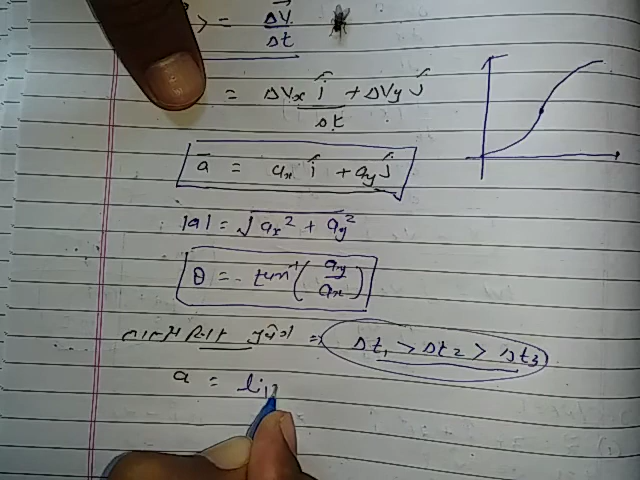 > = ΔV⃗ / Δt
= ΔVx î + ΔVy ĵ / Δt
a⃗ = ax î + ay ĵ
|a| = √ax² + ay²
θ = tan⁻¹(ay/ax)
⇒ Δt₁ > Δt₂ > Δt₃
a = li